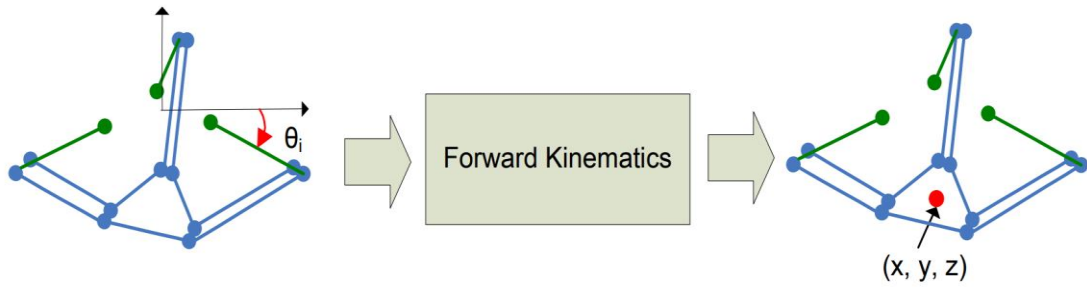 θi
Forward Kinematics
(x, y, z)